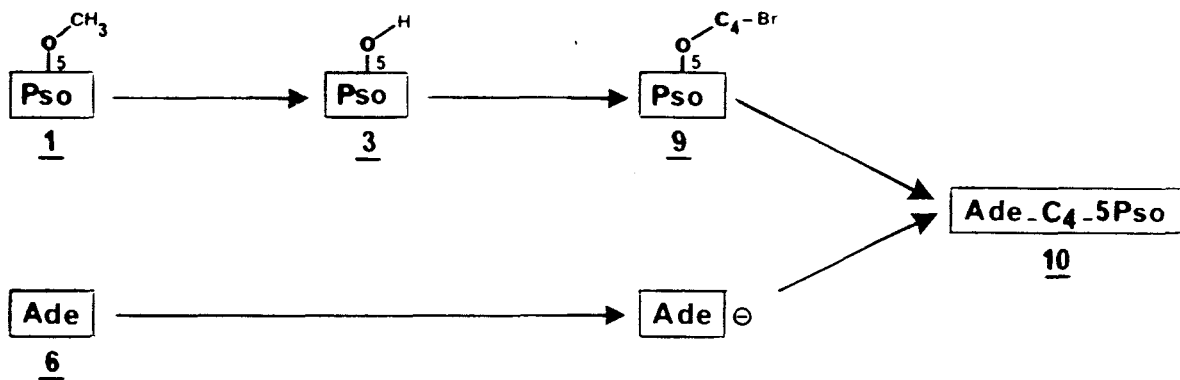 CH3 H C4-Br
O O O
5 5 5
Pso Pso Pso
1 3 9
Ade-C4-5Pso
10
Ade Ade ⊖
6